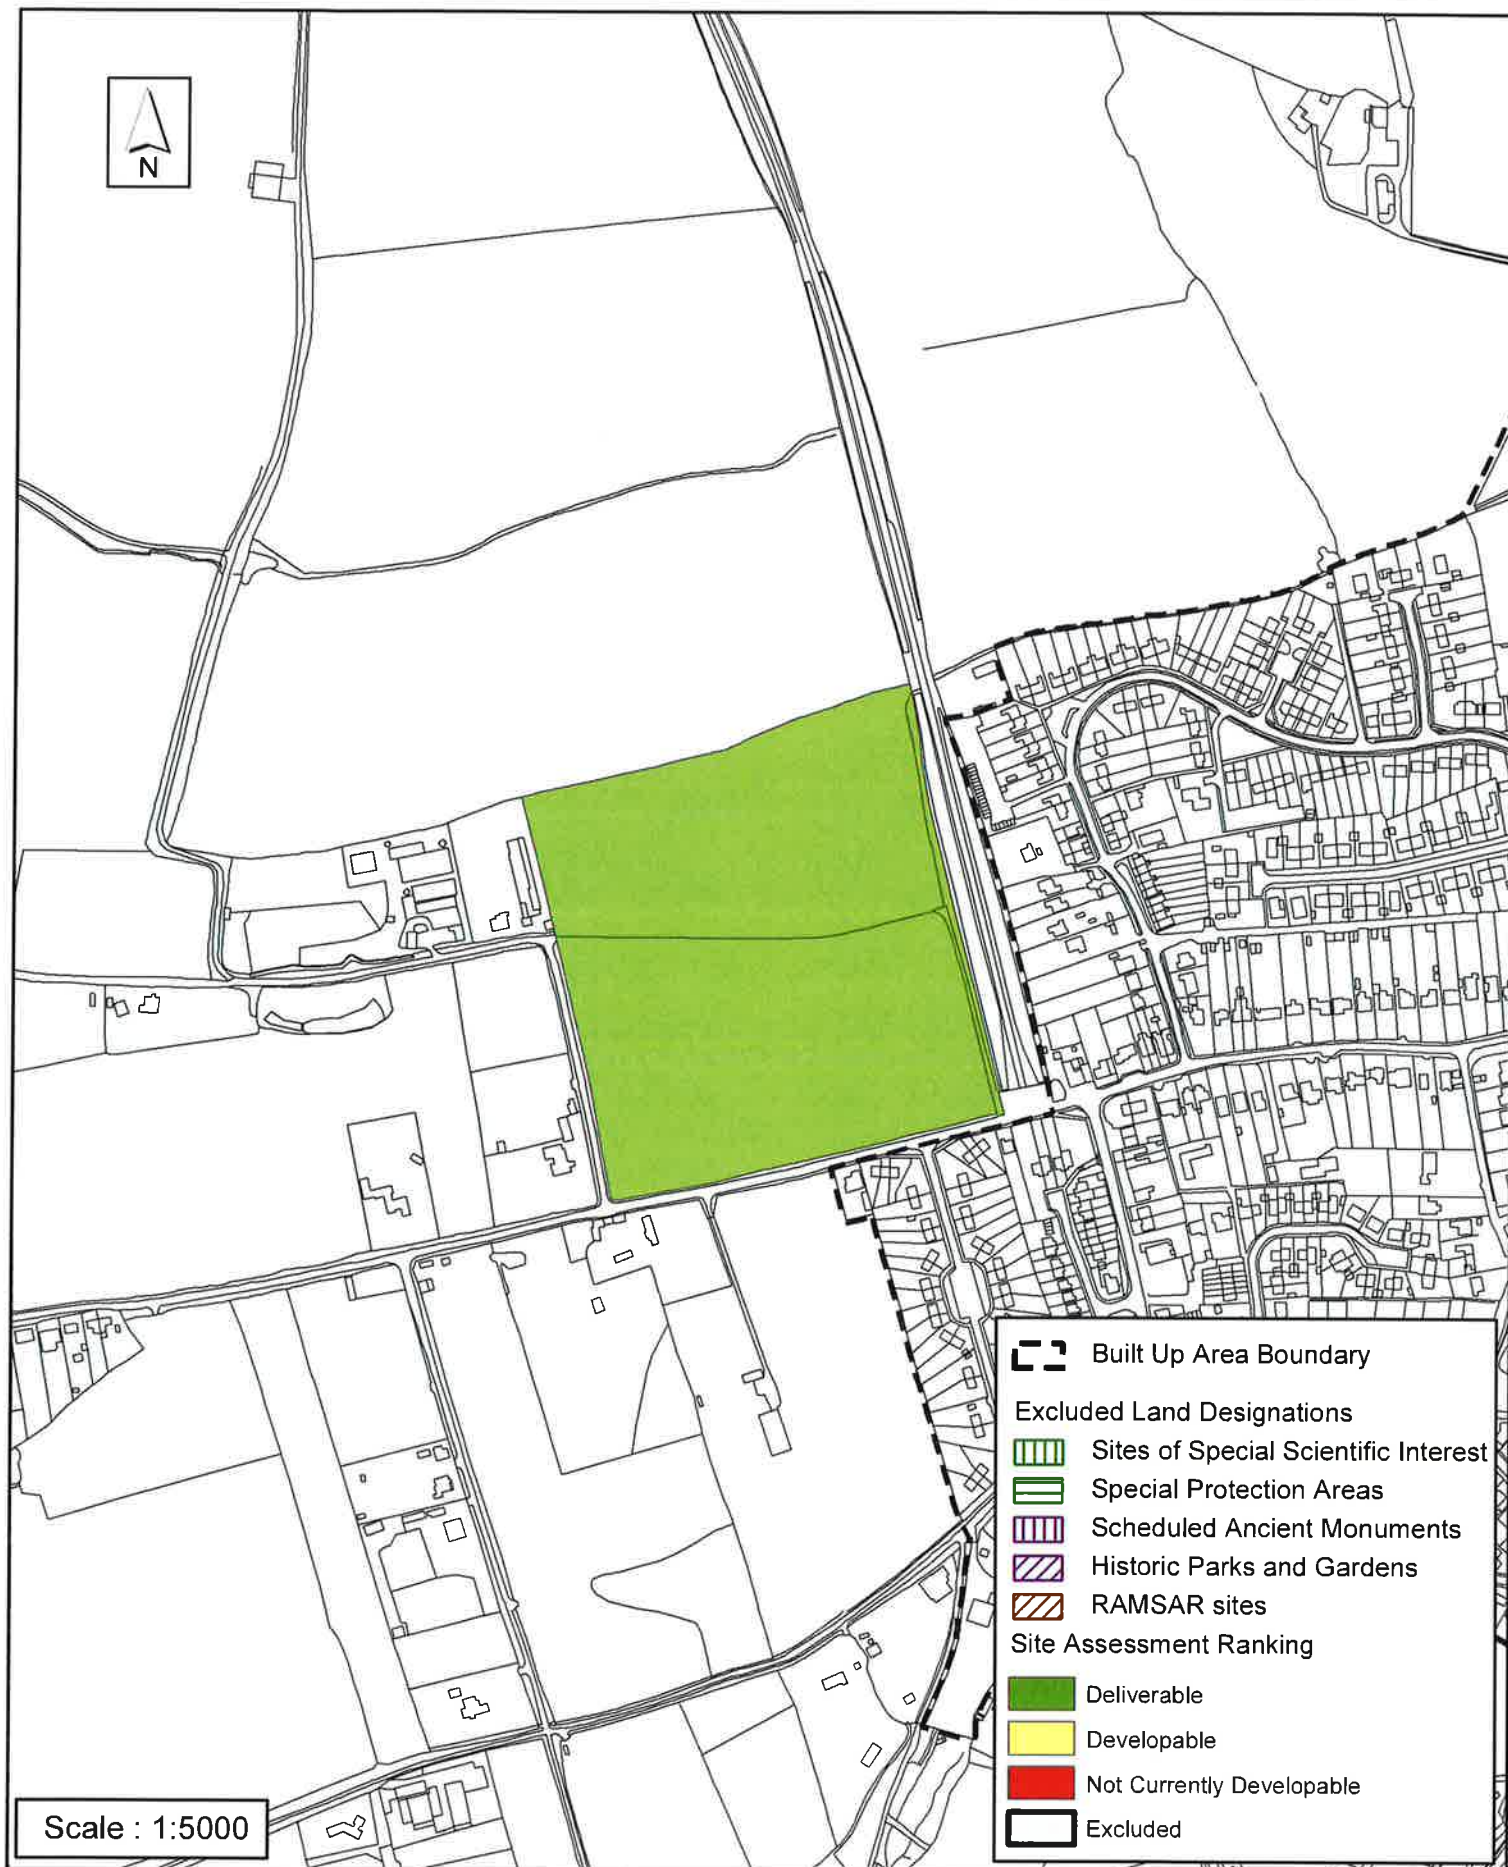 N
Built Up Area Boundary
Excluded Land Designations
Sites of Special Scientific Interest
Special Protection Areas
Scheduled Ancient Monuments
Historic Parks and Gardens
RAMSAR sites
Site Assessment Ranking
Deliverable
Developable
Not Currently Developable
Excluded
Scale : 1:5000